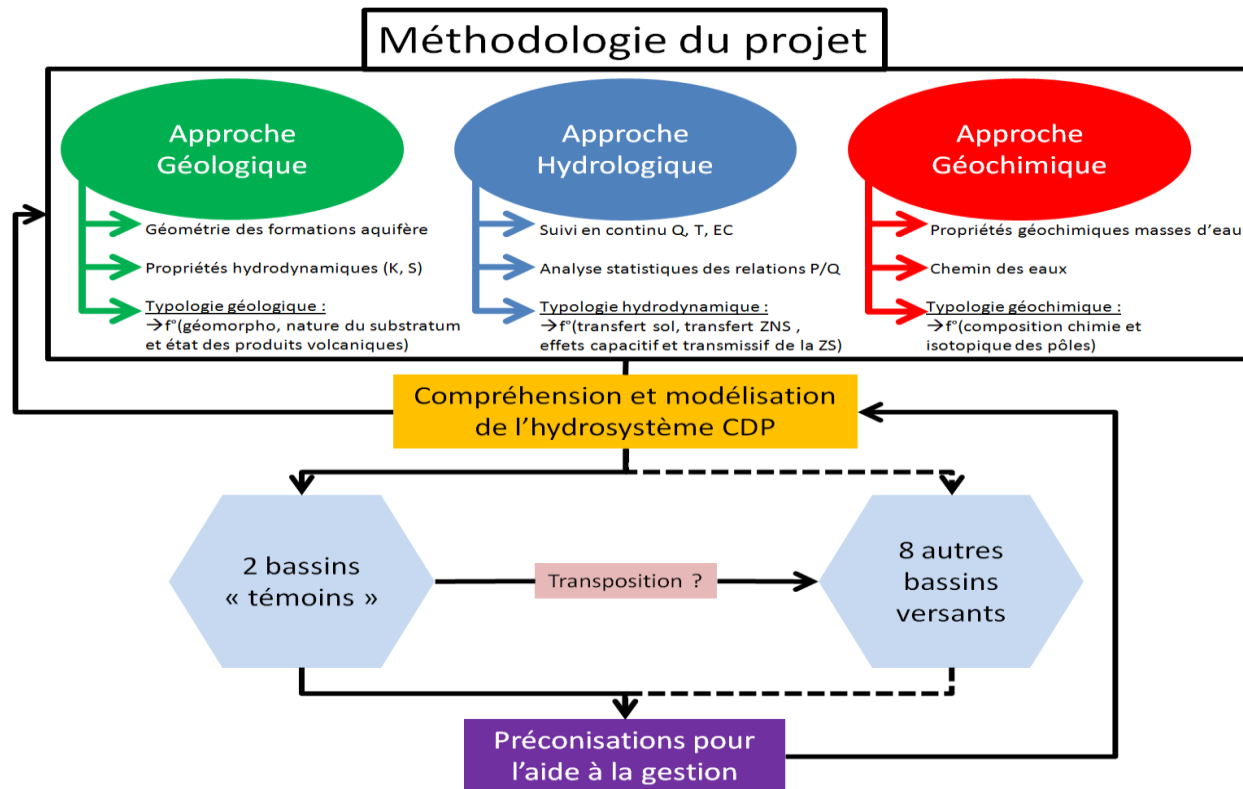 Méthodologie du projet
Approche
Géologique
Géométrie des formations aquifère
Propriétés hydrodynamiques (K, S)
Typologie géologique :
→f°(géomorpho, nature du substratum
et état des produits volcaniques)
Approche
Hydrologique
Suivi en continu Q, T, EC
Analyse statistiques des relations P/Q
Typologie hydrodynamique :
→f°(transfert sol, transfert ZNS ,
effets capacitif et transmissif de la ZS)
Approche
Géochimique
Propriétés géochimiques masses d'eau
Chemin des eaux
Typologie géochimique :
→f°(composition chimie et
isotopique des pôles)
Compréhension et modélisation
de l'hydrosystème CDP
2 bassins
« témoins »
Transposition ?
8 autres
bassins
versants
Préconisations pour
l'aide à la gestion